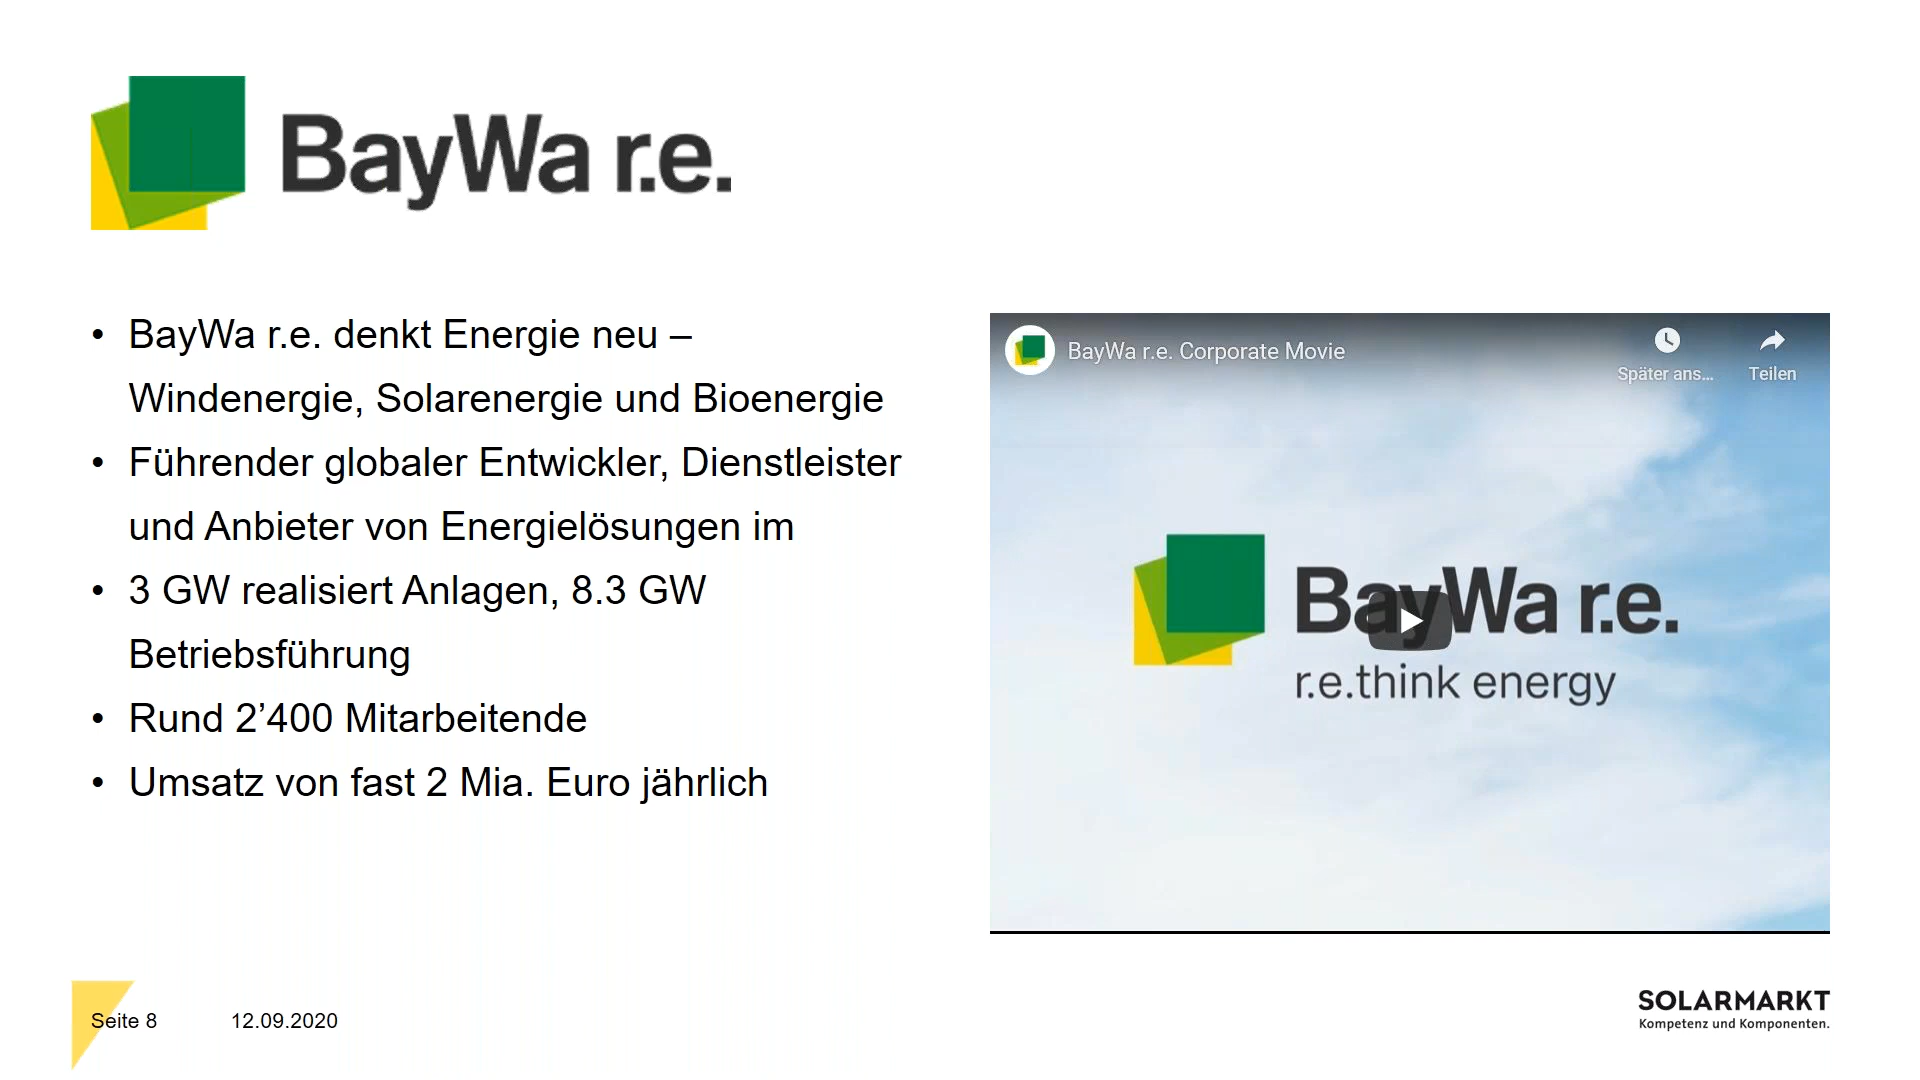 BayWa r.e.
• BayWa r.e. denkt Energie neu –
Windenergie, Solarenergie und Bioenergie
• Führender globaler Entwickler, Dienstleister
und Anbieter von Energielösungen im
• 3 GW realisiert Anlagen, 8.3 GW
Betriebsführung
• Rund 2’400 Mitarbeitende
• Umsatz von fast 2 Mia. Euro jährlich
BayWa r.e. Corporate Movie
Später ans...
Teilen
BayWa r.e.
r.e.think energy
Seite 8
12.09.2020
SOLARMARKT
Kompetenz und Komponenten.